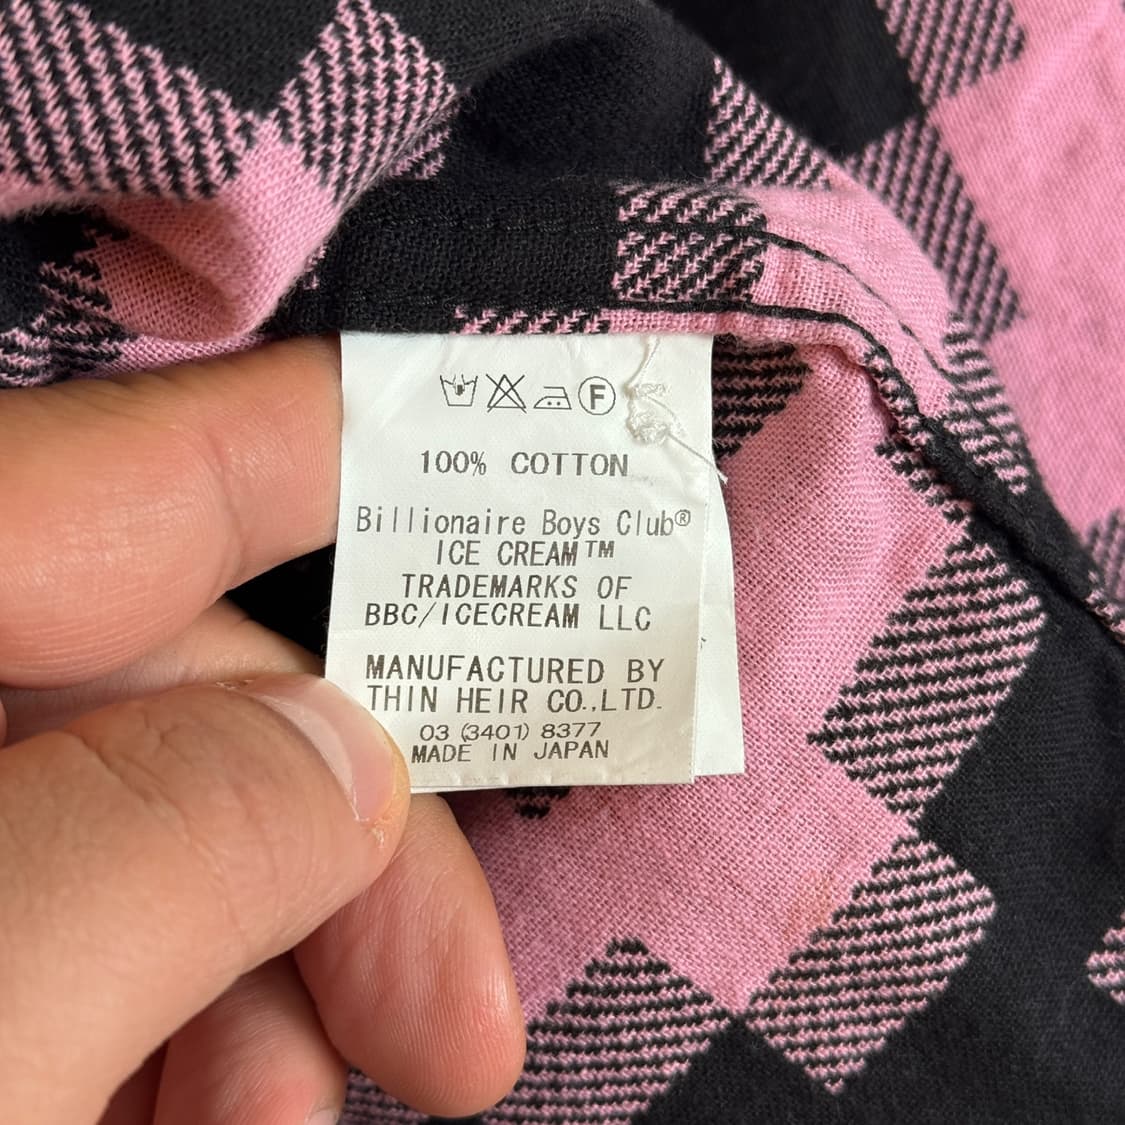 F
100% COTTON
Billionaire Boys Club®
ICE CREAM™
TRADEMARKS OF
BBC/ICECREAM LLC
MANUFACTURED BY
THIN HEIR CO.,LTD.
03 (3401) 8377
MADE IN JAPAN